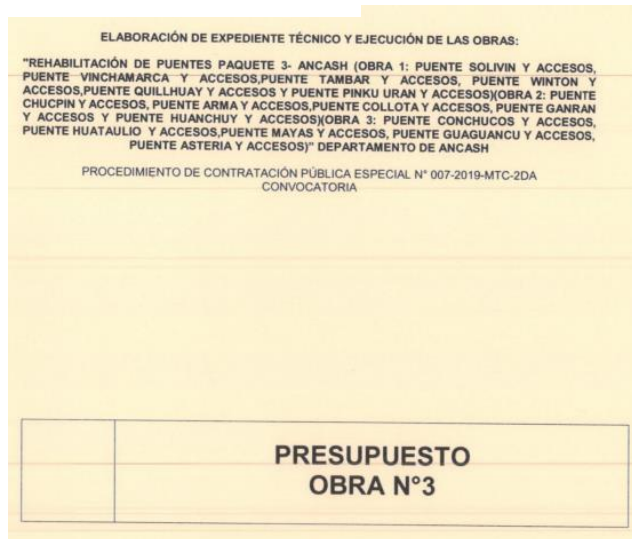 ELABORACIÓN DE EXPEDIENTE TÉCNICO Y EJECUCIÓN DE LAS OBRAS:
"REHABILITACIÓN DE PUENTES PAQUETE 3- ANCASH (OBRA 1: PUENTE SOLIVIN Y ACCESOS,
PUENTE VINCHAMARCA Y ACCESOS,PUENTE TAMBAR Y ACCESOS, PUENTE WINTON Y
ACCESOS,PUENTE QUILLHUAY Y ACCESOS Y PUENTE PINKU URAN Y ACCESOS)(OBRA 2: PUENTE
CHUCPIN Y ACCESOS, PUENTE ARMA Y ACCESOS,PUENTE COLLOTA Y ACCESOS, PUENTE GANRAN
Y ACCESOS Y PUENTE HUANCHUY Y ACCESOS)(OBRA 3: PUENTE CONCHUCOS Y ACCESOS,
PUENTE HUATAULIO Y ACCESOS,PUENTE MAYAS Y ACCESOS, PUENTE GUAGUANCU Y ACCESOS,
PUENTE ASTERIA Y ACCESOS)" DEPARTAMENTO DE ANCASH
PROCEDIMIENTO DE CONTRATACIÓN PÚBLICA ESPECIAL N° 007-2019-MTC-2DA
CONVOCATORIA
PRESUPUESTO
OBRA N°3